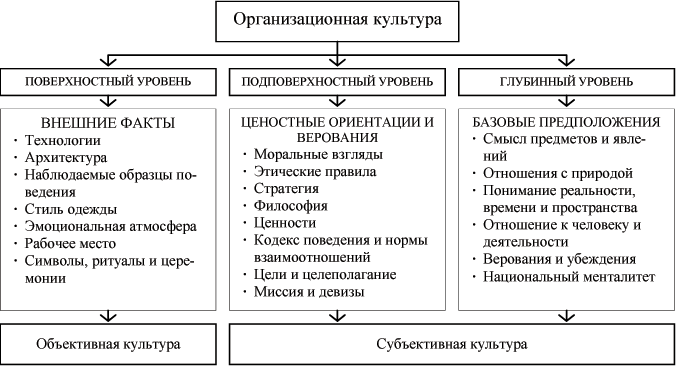 Организационная культура
ПОВЕРХНОСТНЫЙ УРОВЕНЬ
ВНЕШНИЕ ФАКТЫ
· Технологии
· Архитектура
· Наблюдаемые образцы по-
ведения
· Стиль одежды
· Эмоциональная атмосфера
· Рабочее место
· Символы, ритуалы и цере-
монии
ПОДПОВЕРХНОСТНЫЙ УРОВЕНЬ
ЦЕНОСТНЫЕ ОРИЕНТАЦИИ И
ВЕРОВАНИЯ
· Моральные взгляды
· Этические правила
· Стратегия
· Философия
· Ценности
· Кодекс поведения и нормы
взаимоотношений
· Цели и целеполагание
· Миссия и девизы
ГЛУБИННЫЙ УРОВЕНЬ
БАЗОВЫЕ ПРЕДПОЛОЖЕНИЯ
· Смысл предметов и явле-
ний
· Отношения с природой
· Понимание реальности,
времени и пространства
· Отношение к человеку и
деятельности
· Верования и убеждения
· Национальный менталитет
Объективная культура
Субъективная культура